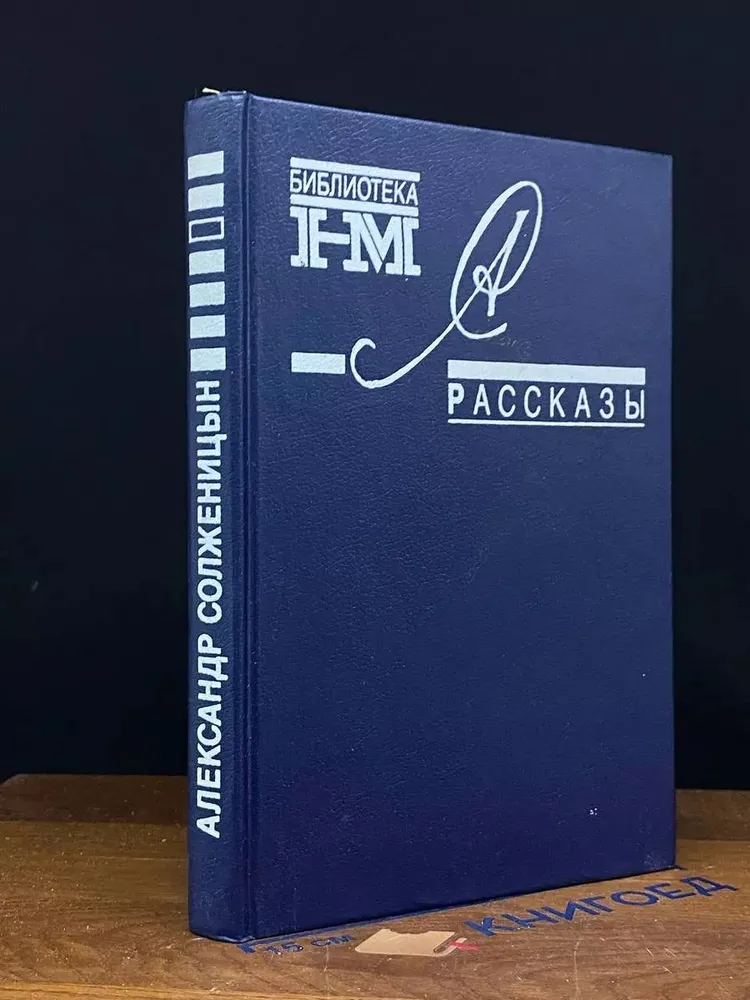 БИБЛИОТЕКА
НМ
РАССКАЗЫ
АЛЕКСАНДР СОЛЖЕНИЦЫН
15 см
КНИГОЕД